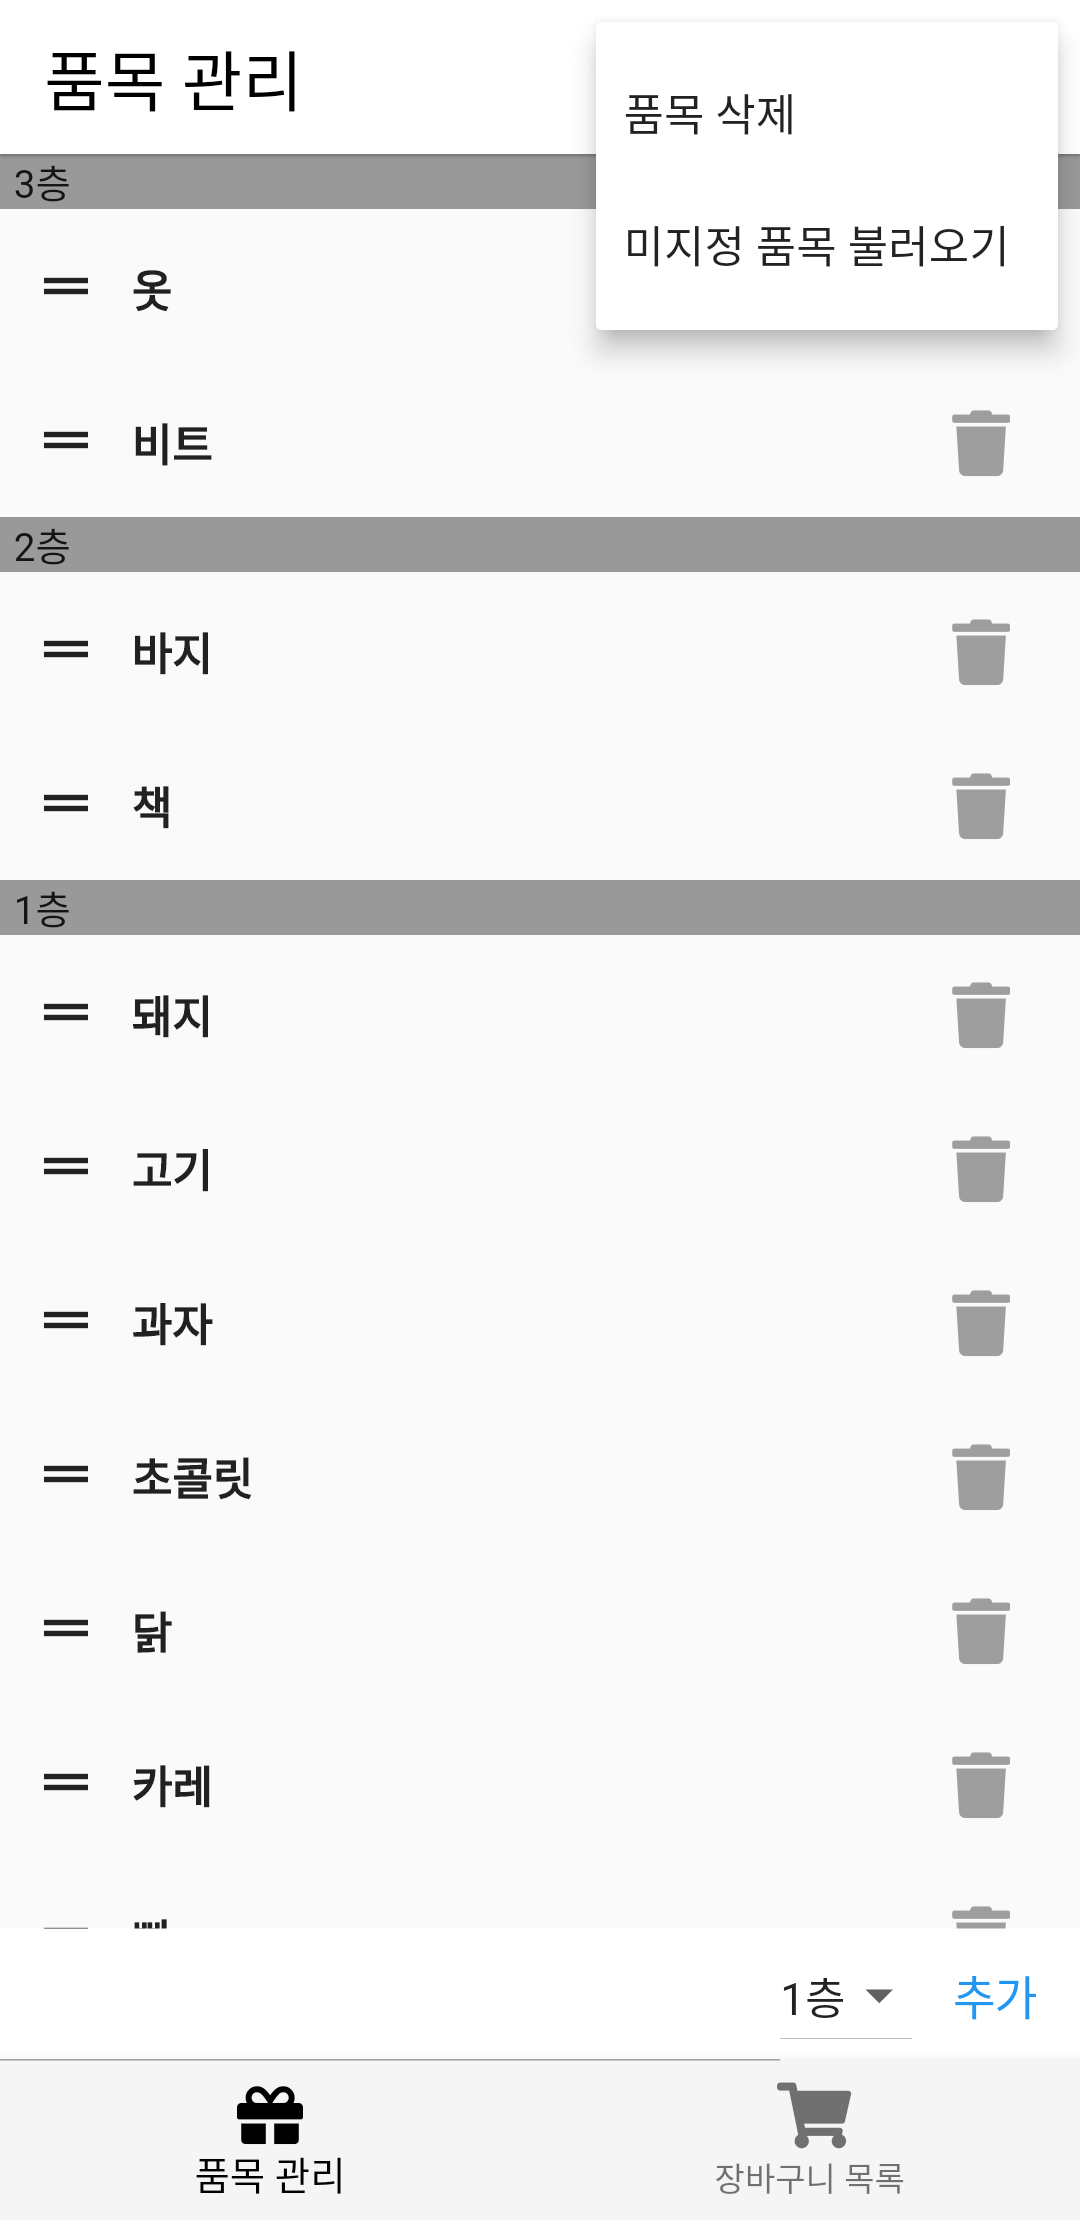 품목 관리
품목 삭제
미지정 품목 불러오기
3층
옷
비트
2층
바지
책
1층
돼지
고기
과자
초콜릿
닭
카레
1층
추가
품목 관리
장바구니 목록